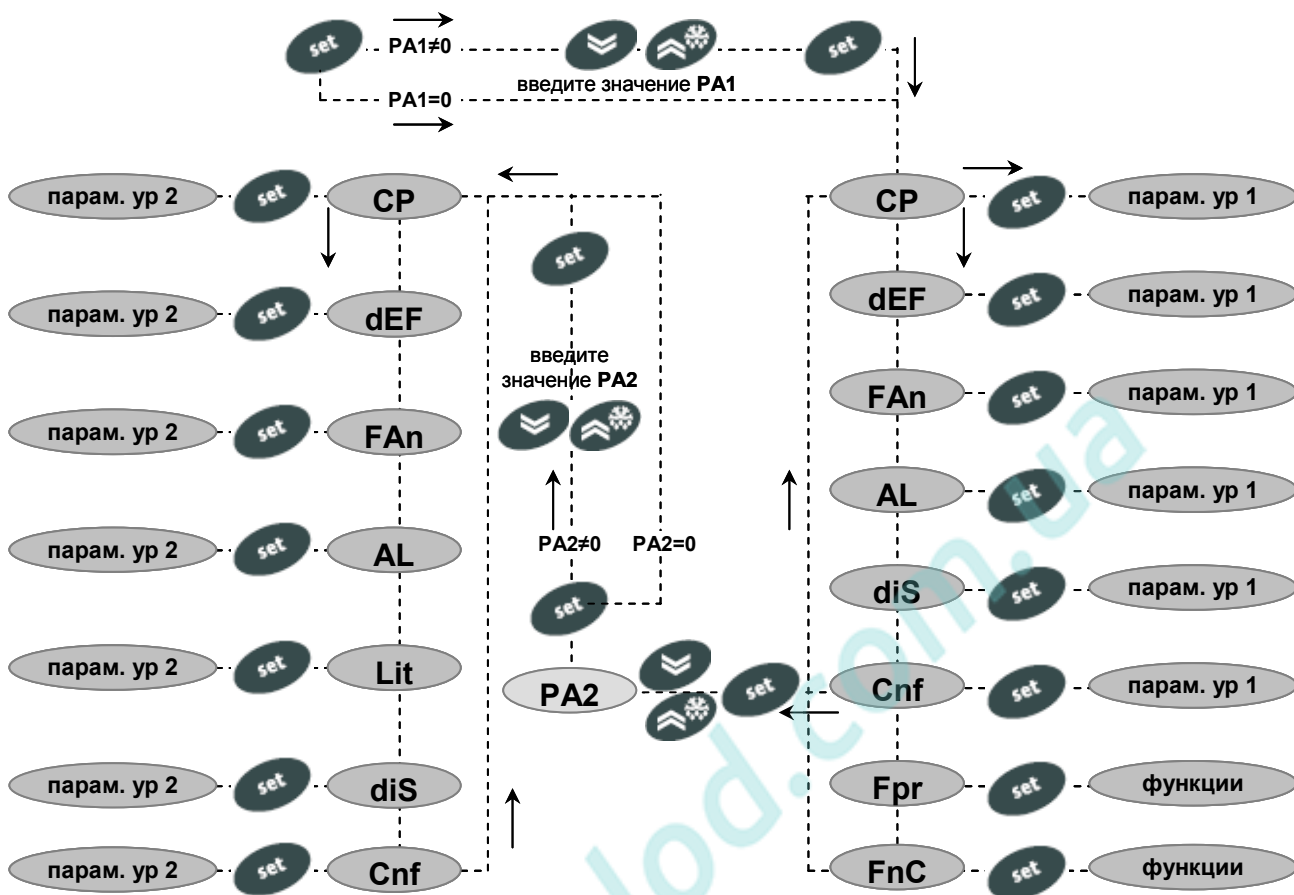 set PA1≠0 set
введите значение PA1
PA1=0
парам. ур 2 set CP
CP set парам. ур 1
set
парам. ур 2 set dEF
dEF set парам. ур 1
введите
значение PA2
парам. ур 2 set FAn
FAn set парам. ур 1
парам. ур 2 set AL
AL set парам. ур 1
PA2≠0 PA2=0
set
diS set парам. ур 1
парам. ур 2 set Lit
PA2 set
Cnf set парам. ур 1
парам. ур 2 set diS
Fpr set функции
парам. ур 2 set Cnf
FnC set функции
lod.com.ua